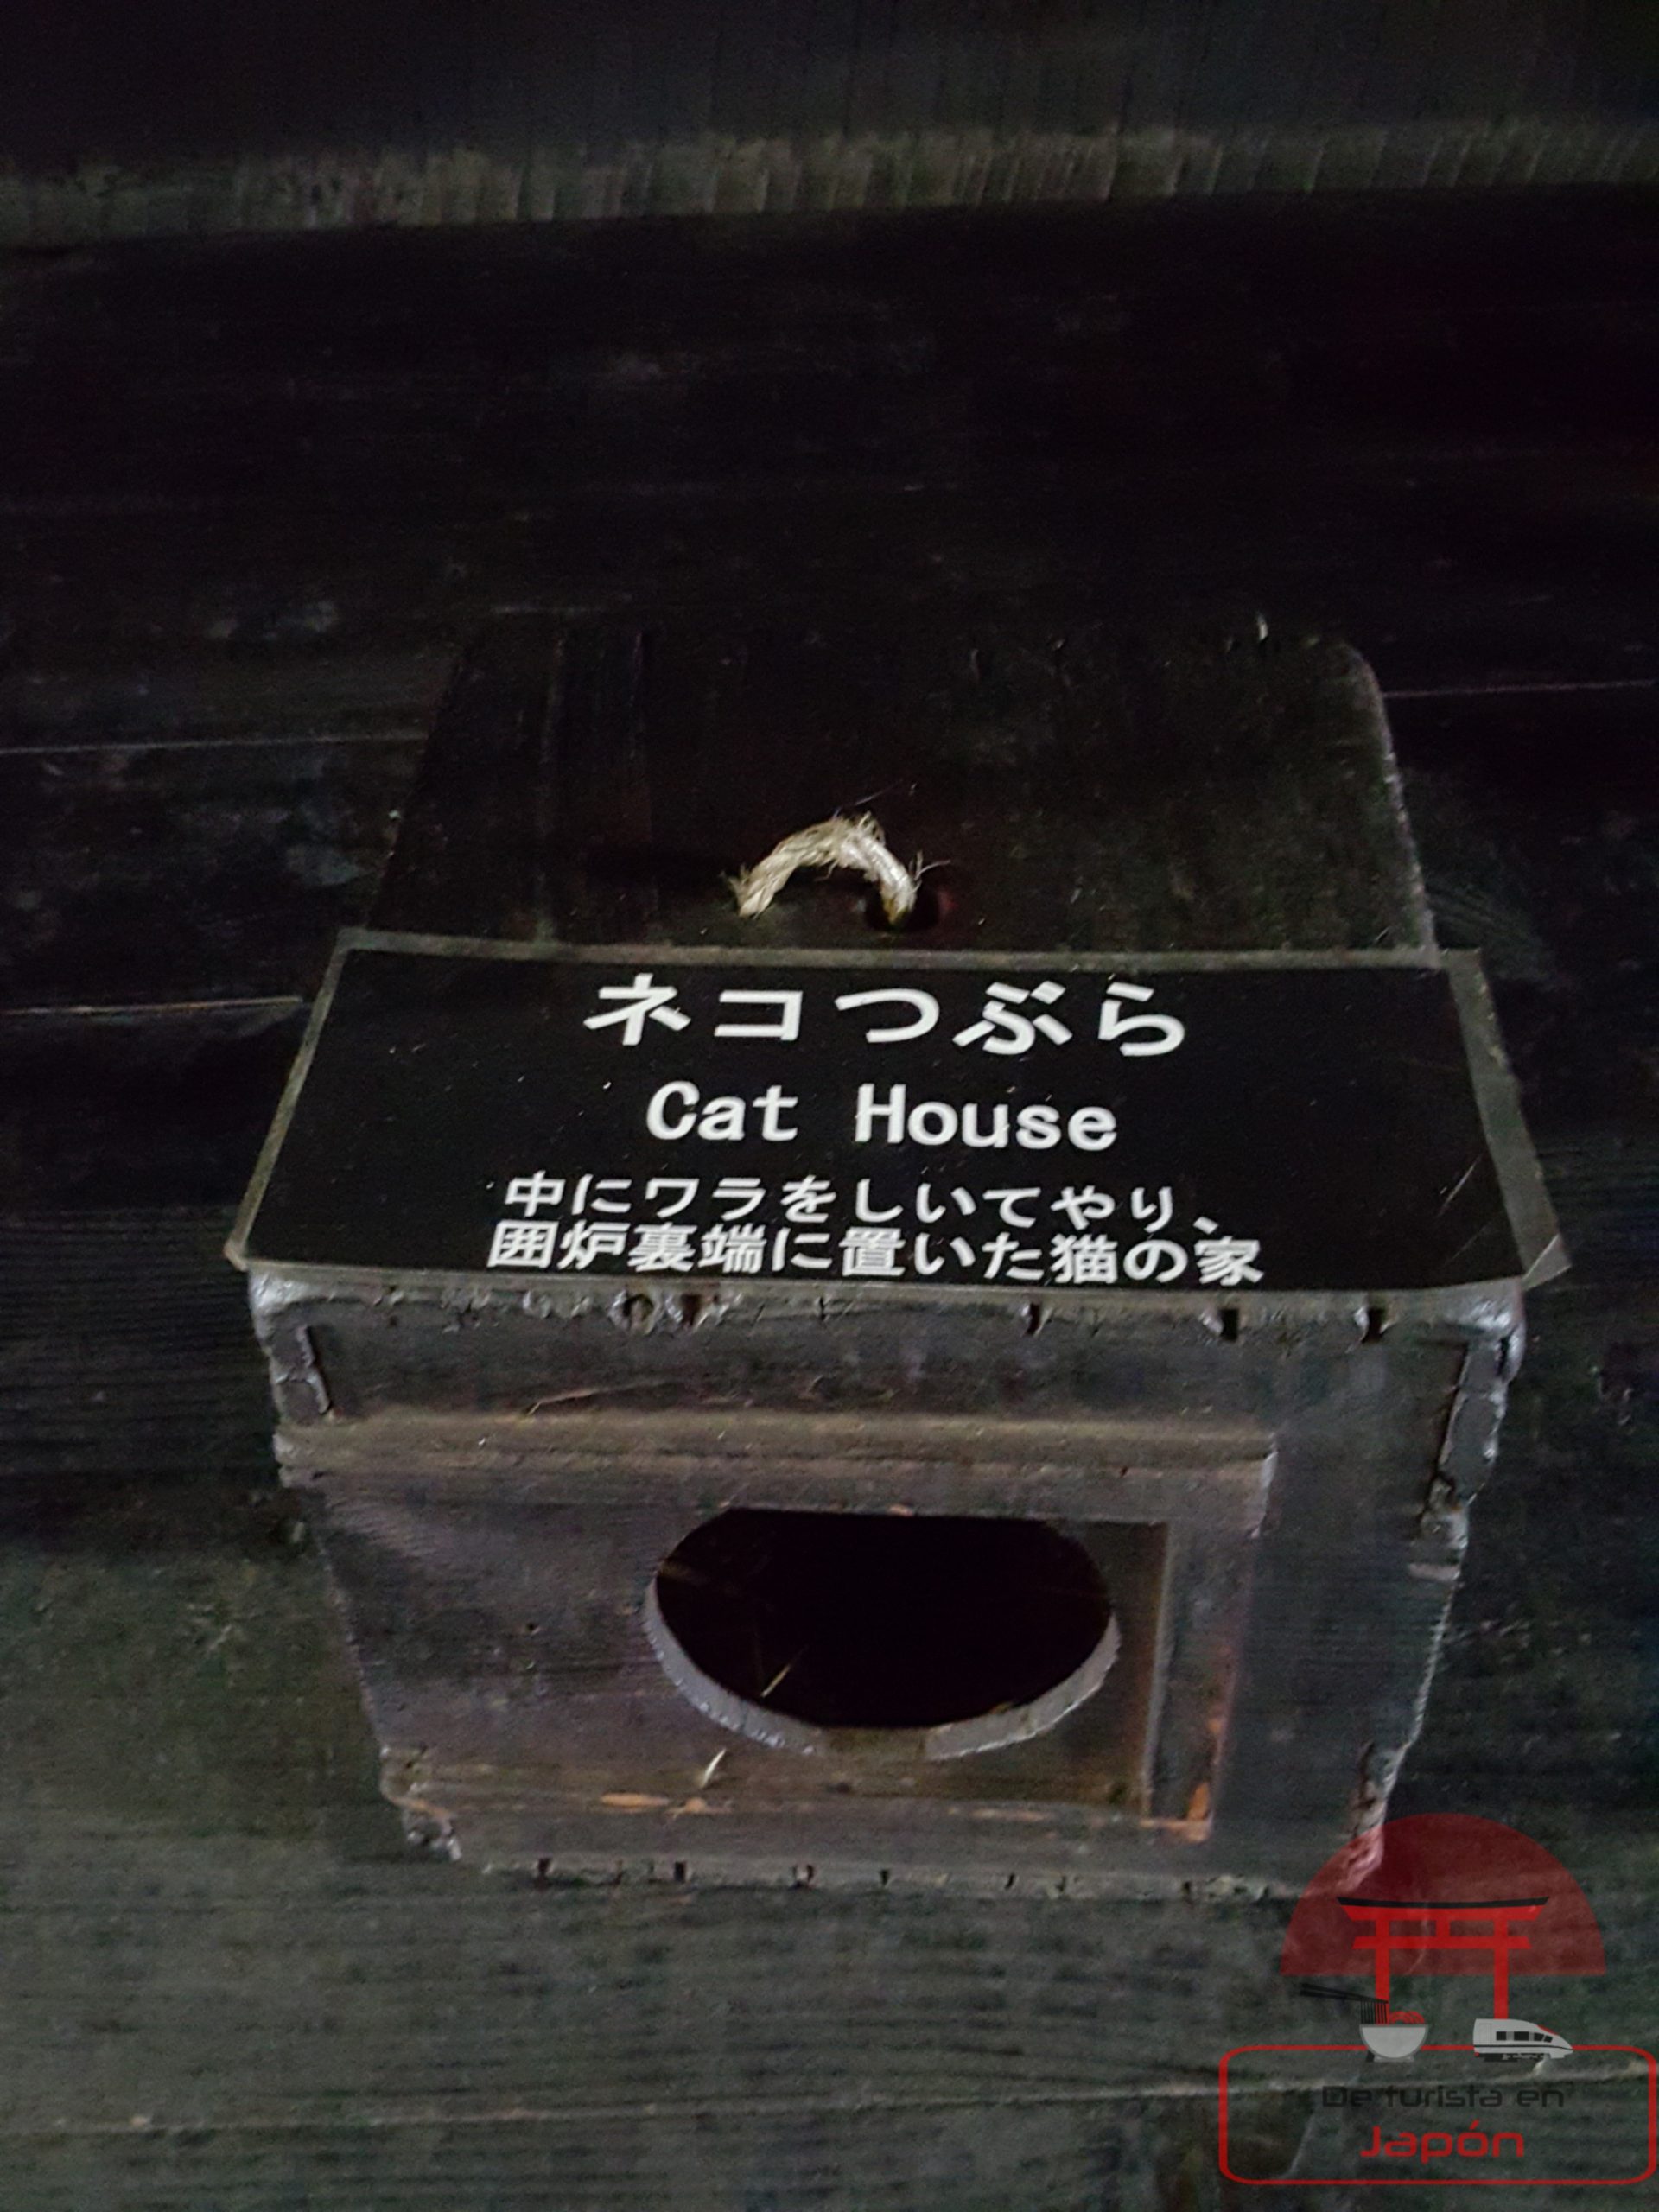 ネコつぶら
Cat House
中にワラをしいてやり、
囲炉裏端に置いた猫の家
De turista en
Japón